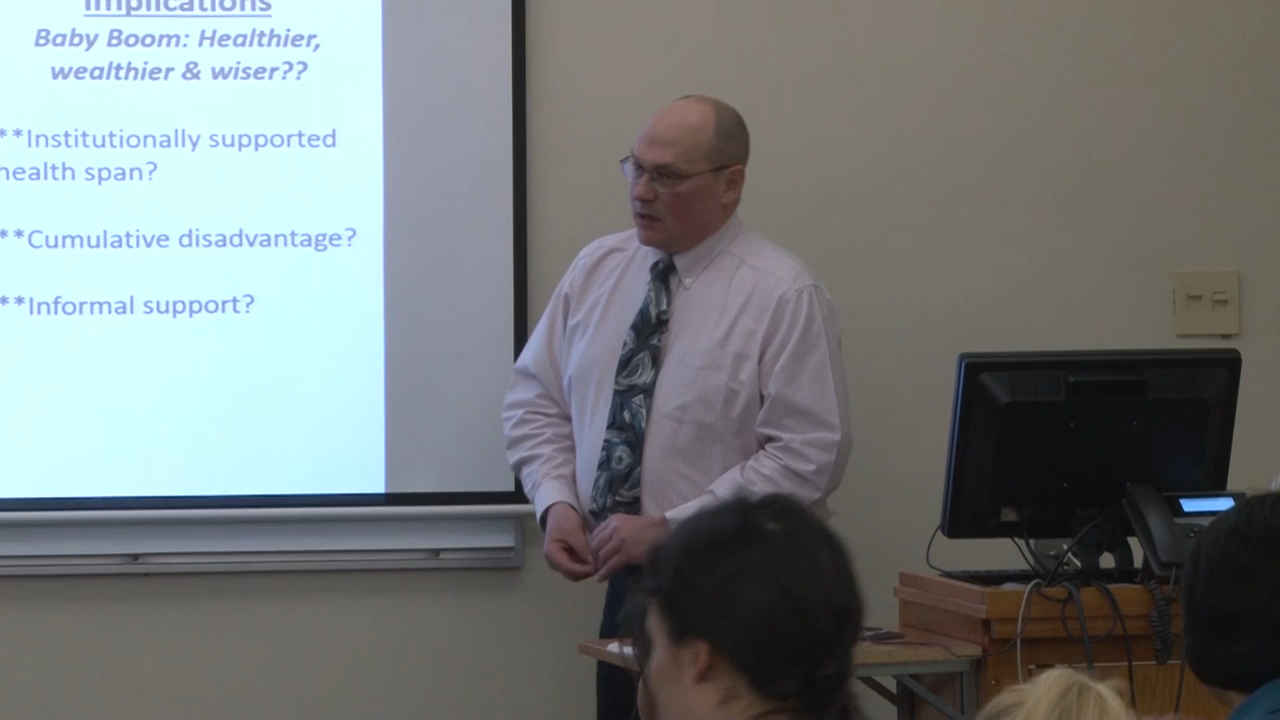 Implications
Baby Boom: Healthier,
wealthier & wiser??
**Institutionally supported
health span?
**Cumulative disadvantage?
**Informal support?